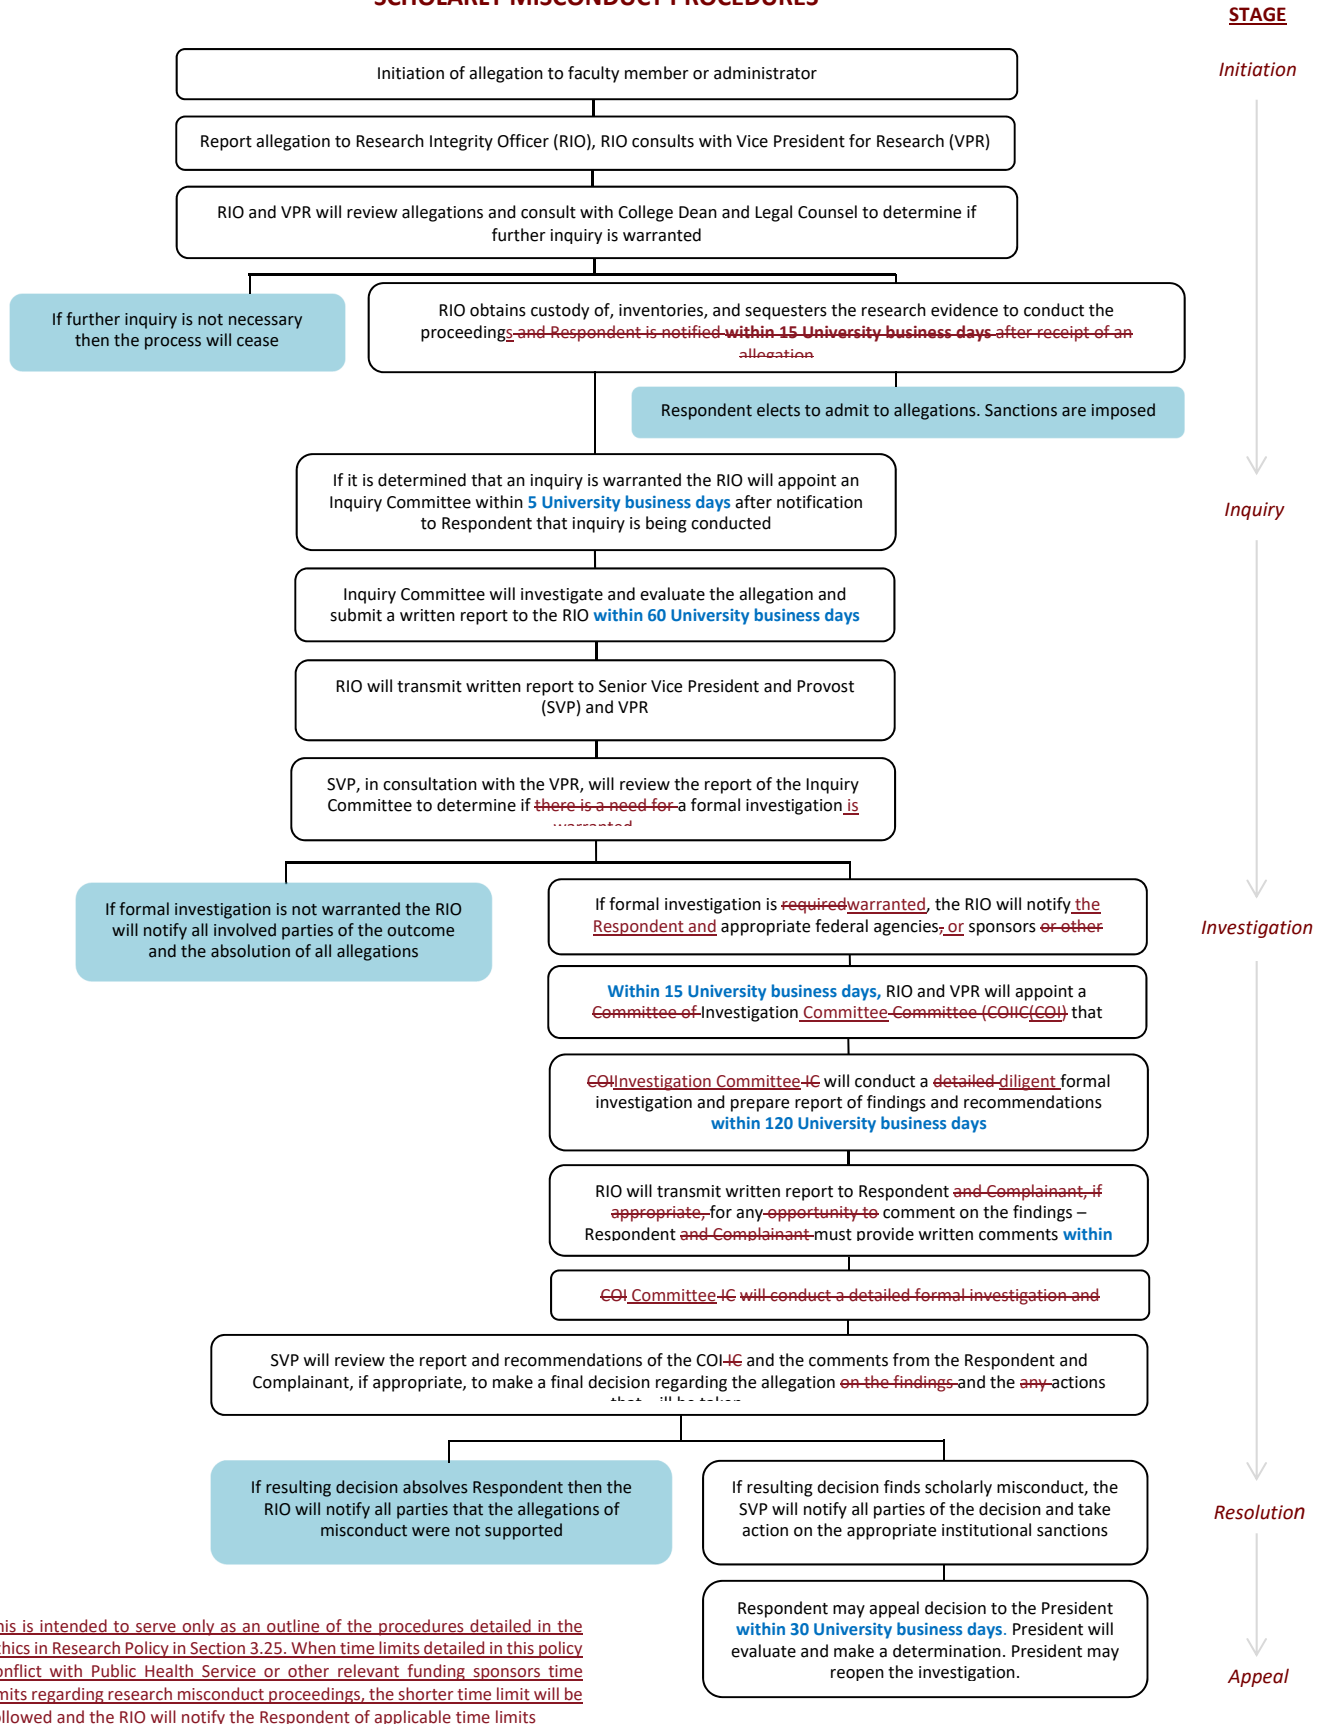 SCHOLARLY MISCONDUCT PROCEDURES
STAGE
Initiation
Initiation of allegation to faculty member or administrator
Report allegation to Research Integrity Officer (RIO), RIO consults with Vice President for Research (VPR)
RIO and VPR will review allegations and consult with College Dean and Legal Counsel to determine if
further inquiry is warranted
If further inquiry is not necessary
then the process will cease
RIO obtains custody of, inventories, and sequesters the research evidence to conduct the
proceedings and Respondent is notified within 15 University business days after receipt of an
allegation
Respondent elects to admit to allegations. Sanctions are imposed
If it is determined that an inquiry is warranted the RIO will appoint an
Inquiry Committee within 5 University business days after notification
to Respondent that inquiry is being conducted
Inquiry
Inquiry Committee will investigate and evaluate the allegation and
submit a written report to the RIO within 60 University business days
RIO will transmit written report to Senior Vice President and Provost
(SVP) and VPR
SVP, in consultation with the VPR, will review the report of the Inquiry
Committee to determine if there is a need for a formal investigation is
warranted
If formal investigation is not warranted the RIO
will notify all involved parties of the outcome
and the absolution of all allegations
If formal investigation is requiredwarranted, the RIO will notify the
Respondent and appropriate federal agencies, or sponsors or other
Investigation
Within 15 University business days, RIO and VPR will appoint a
Committee of Investigation Committee Committee (COIIC(COI) that
COIInvestigation Committee IC will conduct a detailed diligent formal
investigation and prepare report of findings and recommendations
within 120 University business days
RIO will transmit written report to Respondent and Complainant, if
appropriate, for any opportunity to comment on the findings –
Respondent and Complainant must provide written comments within
COI Committee IC will conduct a detailed formal investigation and
SVP will review the report and recommendations of the COI IC and the comments from the Respondent and
Complainant, if appropriate, to make a final decision regarding the allegation on the findings and the any actions
that will be taken
If resulting decision absolves Respondent then the
RIO will notify all parties that the allegations of
misconduct were not supported
If resulting decision finds scholarly misconduct, the
SVP will notify all parties of the decision and take
action on the appropriate institutional sanctions
Resolution
Respondent may appeal decision to the President
within 30 University business days. President will
evaluate and make a determination. President may
reopen the investigation.
Appeal
his is intended to serve only as an outline of the procedures detailed in the
thics in Research Policy in Section 3.25. When time limits detailed in this policy
onflict with Public Health Service or other relevant funding sponsors time
mits regarding research misconduct proceedings, the shorter time limit will be
ollowed and the RIO will notify the Respondent of applicable time limits